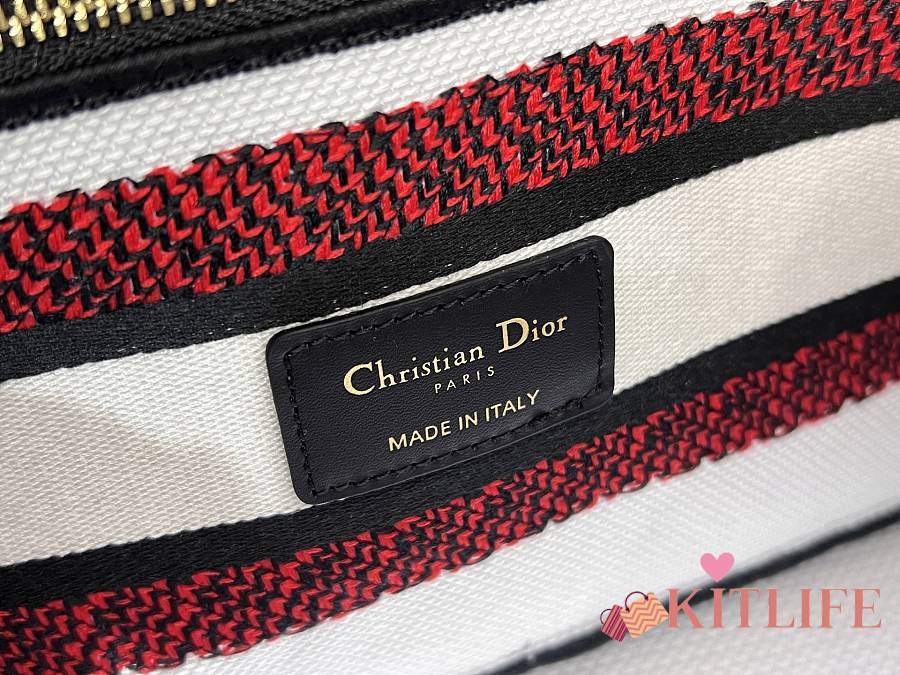 Christian Dior
PARIS
MADE IN ITALY
KITLIFE